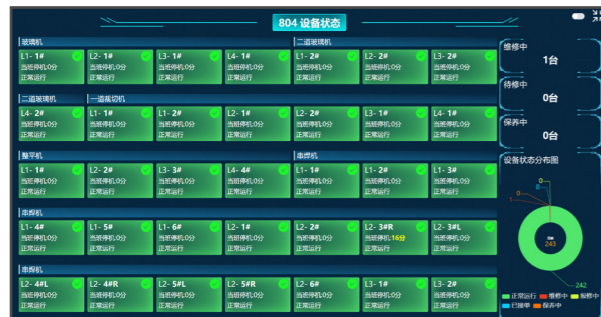 804 设备状态
玻璃机
二道玻璃机
L1- 1# L2- 1# L3- 1# L4- 1# L1- 2# L2- 2# L3- 2#
当班停机:0分 当班停机:0分 当班停机:0分 当班停机:0分 当班停机:0分 当班停机:0分 当班停机:0分
正常运行 正常运行 正常运行 正常运行 正常运行 正常运行 正常运行
二道玻璃机
一道裁切机
L4- 2# L1- 1# L1- 2# L2- 1# L2- 2# L3- 1# L4- 1#
当班停机:0分 当班停机:0分 当班停机:0分 当班停机:0分 当班停机:0分 当班停机:0分 当班停机:0分
正常运行 正常运行 正常运行 正常运行 正常运行 正常运行 正常运行
整平机
串焊机
L1- 1# L2- 2# L3- 3# L4- 4# L1- 1# L1- 2# L1- 3#
当班停机:0分 当班停机:0分 当班停机:0分 当班停机:0分 当班停机:0分 当班停机:0分 当班停机:0分
正常运行 正常运行 正常运行 正常运行 正常运行 正常运行 正常运行
串焊机
L1- 4# L1- 5# L1- 6# L2- 1# L2- 2# L2- 3#R L2- 3#L
当班停机:0分 当班停机:0分 当班停机:0分 当班停机:0分 当班停机:0分 当班停机:16分 当班停机:0分
正常运行 正常运行 正常运行 正常运行 正常运行 正常运行 正常运行
串焊机
L2- 4#L L2- 4#R L2- 5#L L2- 5#R L2- 6# L3- 1# L3- 2#
当班停机:0分 当班停机:0分 当班停机:0分 当班停机:0分 当班停机:0分 当班停机:0分 当班停机:0分
正常运行 正常运行 正常运行 正常运行 正常运行 正常运行 正常运行
维修中
1台
待修中
0台
保养中
0台
设备状态分布图
0
0
0
1
243
242
正常运行 维修中 报修中
已接单 保养中